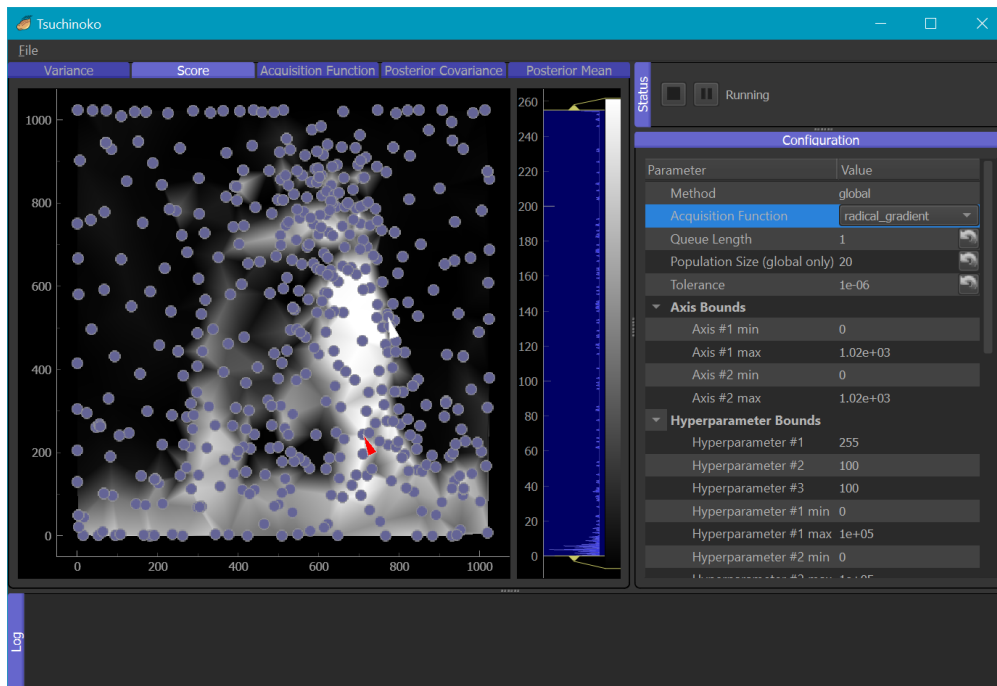 Tsuchinoko
File
Variance Score Acquisition Function Posterior Covariance Posterior Mean
Status
Running
Configuration
Parameter Value
Method global
Acquisition Function radical_gradient
Queue Length 1
Population Size (global only) 20
Tolerance 1e-06
Axis Bounds
Axis #1 min 0
Axis #1 max 1.02e+03
Axis #2 min 0
Axis #2 max 1.02e+03
Hyperparameter Bounds
Hyperparameter #1 255
Hyperparameter #2 100
Hyperparameter #3 100
Hyperparameter #1 min 0
Hyperparameter #1 max 1e+05
Hyperparameter #2 min 0
1000
800
600
400
200
0
0 200 400 600 800 1000
260
240
220
200
180
160
140
120
100
80
60
40
20
0
Log